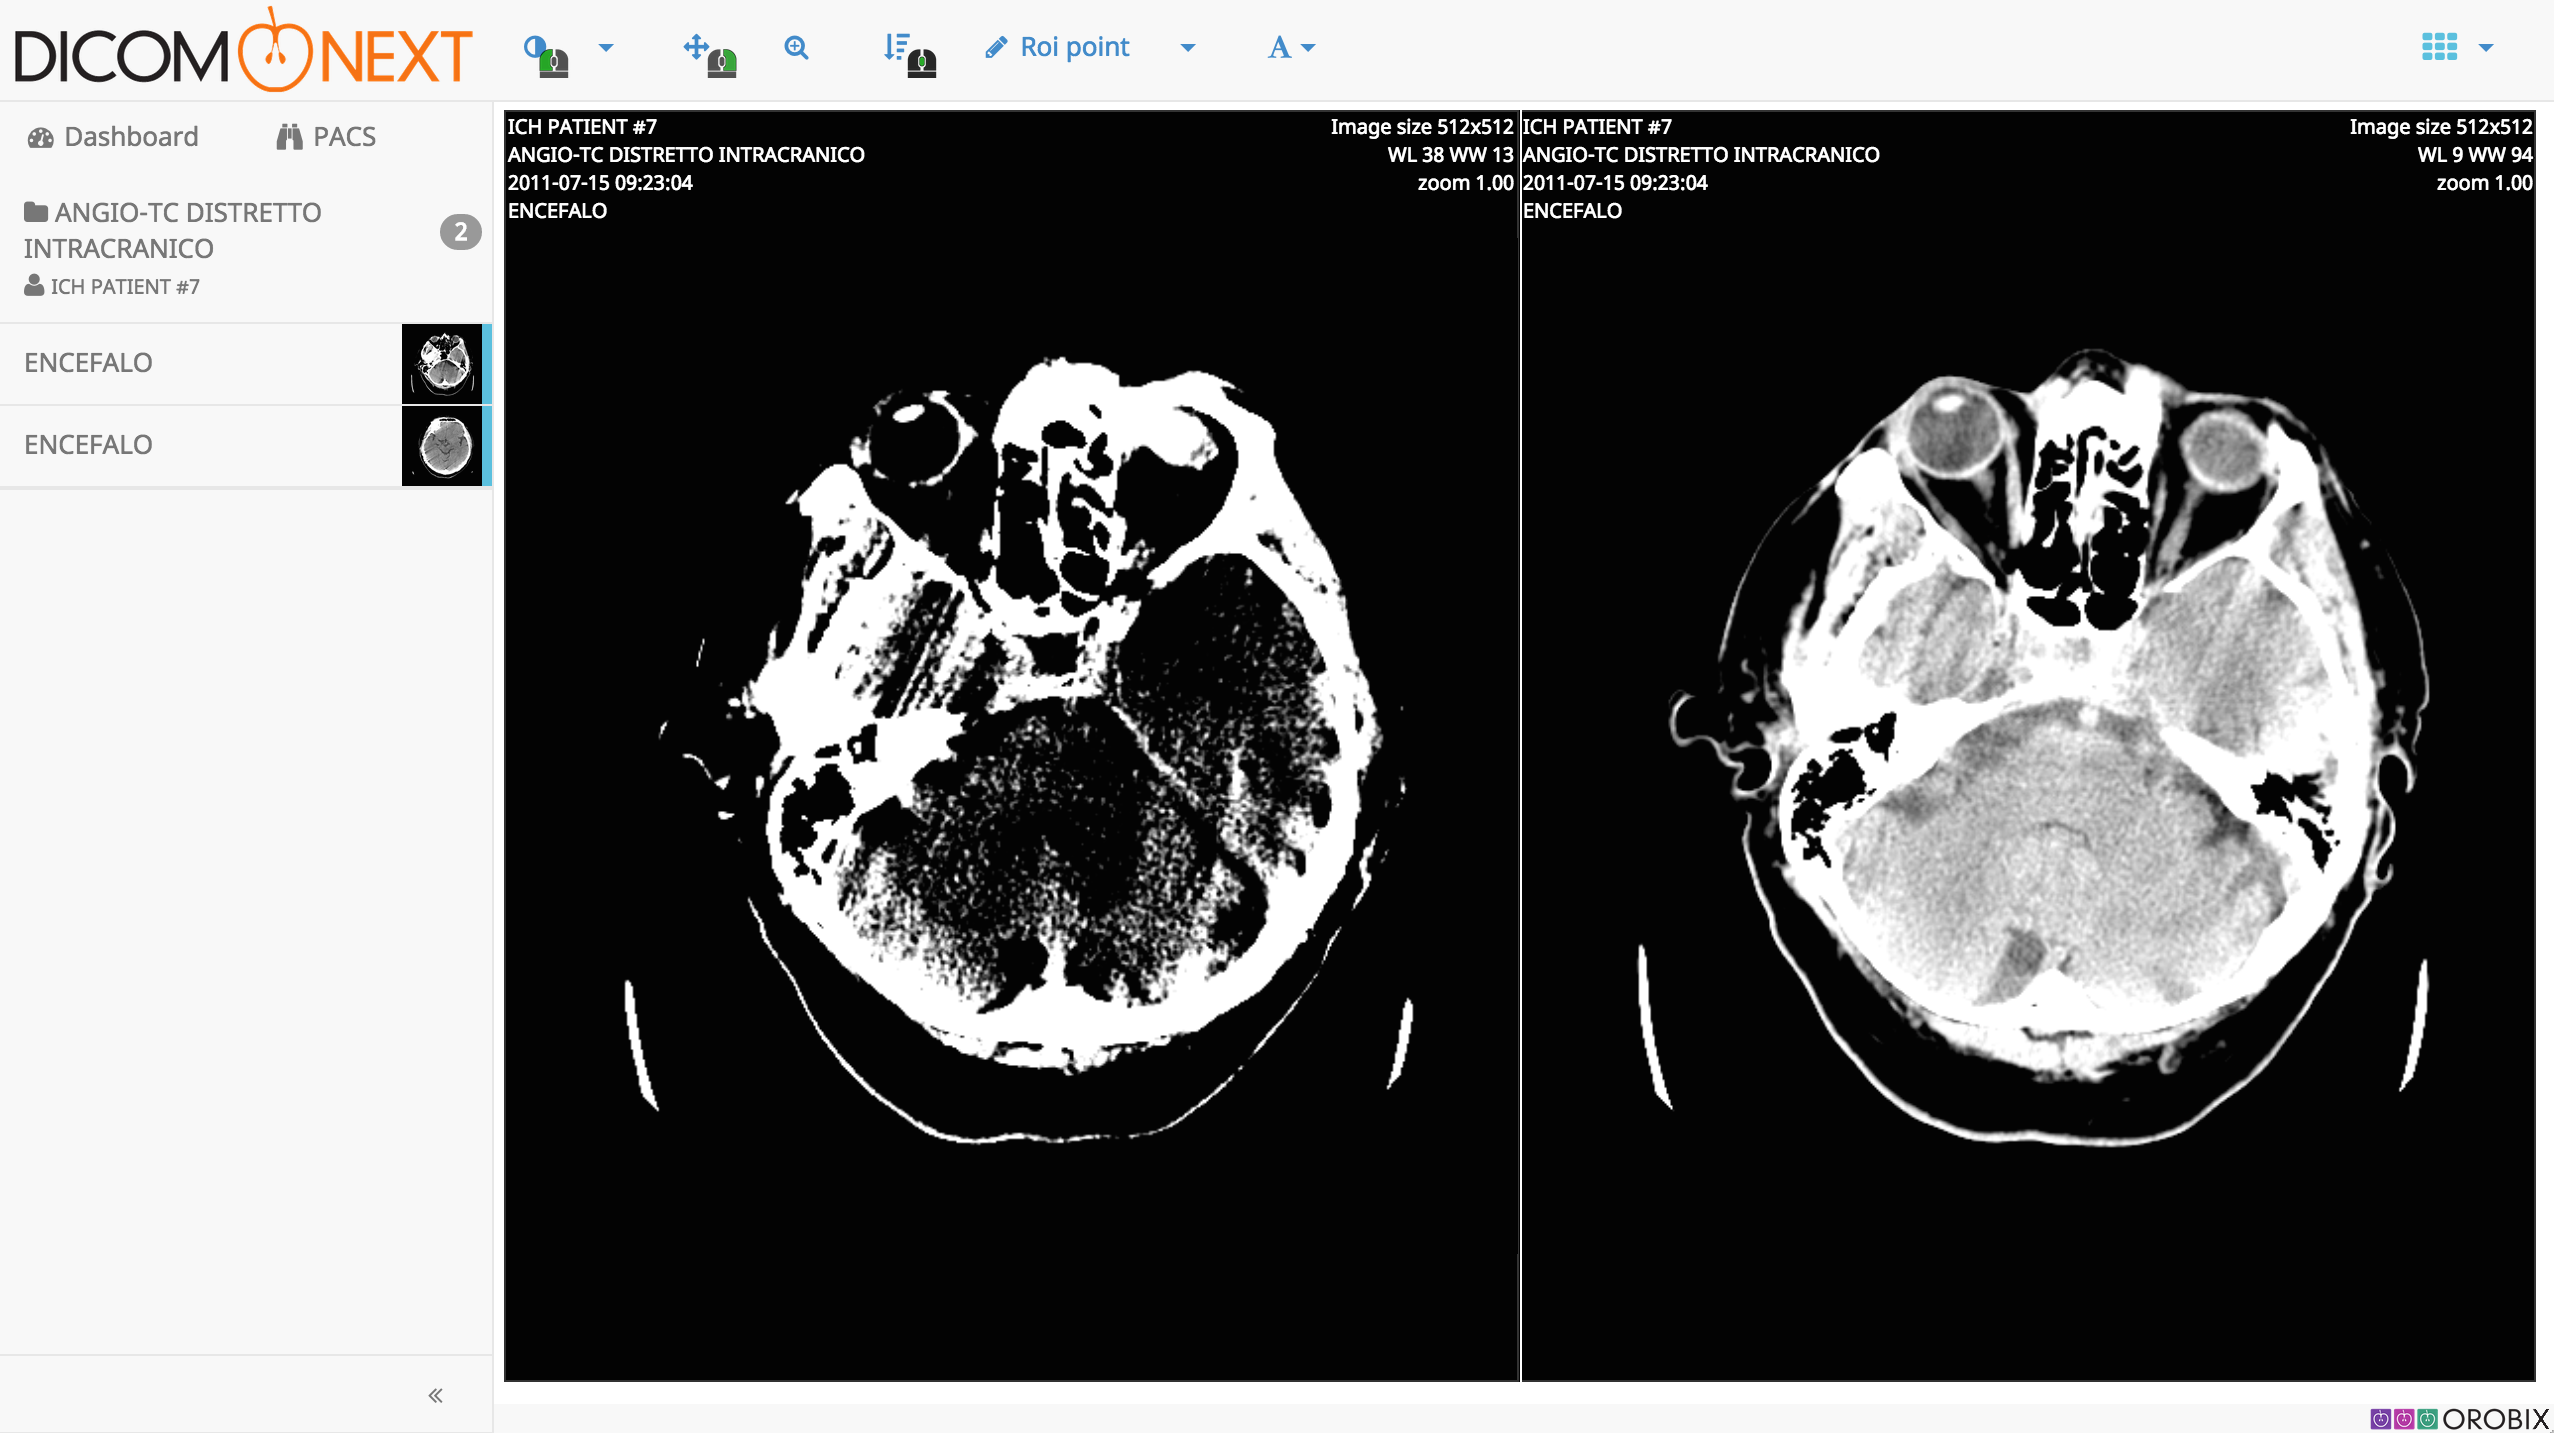 DICOM NEXT
Roi point
A
Dashboard
PACS
ANGIO-TC DISTRETTO
INTRACRANICO
2
ICH PATIENT #7
ENCEFALO
ENCEFALO
ICH PATIENT #7
ANGIO-TC DISTRETTO INTRACRANICO
2011-07-15 09:23:04
ENCEFALO
Image size 512x512
WL 38 WW 13
zoom 1.00
ICH PATIENT #7
ANGIO-TC DISTRETTO INTRACRANICO
2011-07-15 09:23:04
ENCEFALO
Image size 512x512
WL 9 WW 94
zoom 1.00
«
OROBIX